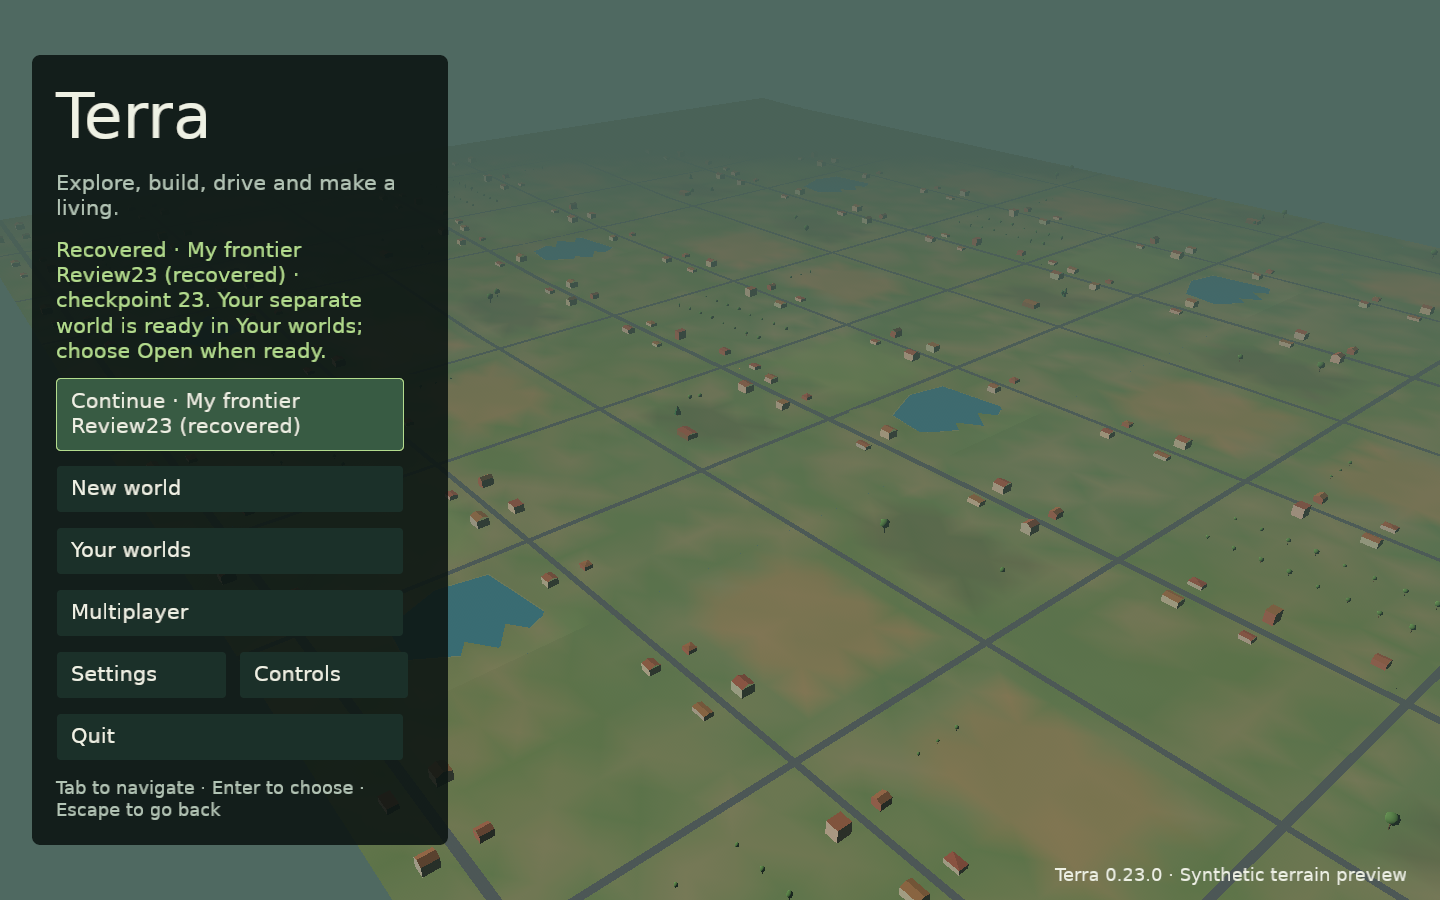 Terra
Explore, build, drive and make a
living.
Recovered · My frontier
Review23 (recovered) ·
checkpoint 23. Your separate
world is ready in Your worlds;
choose Open when ready.
Continue · My frontier
Review23 (recovered)
New world
Your worlds
Multiplayer
Settings
Controls
Quit
Tab to navigate · Enter to choose ·
Escape to go back
Terra 0.23.0 · Synthetic terrain preview